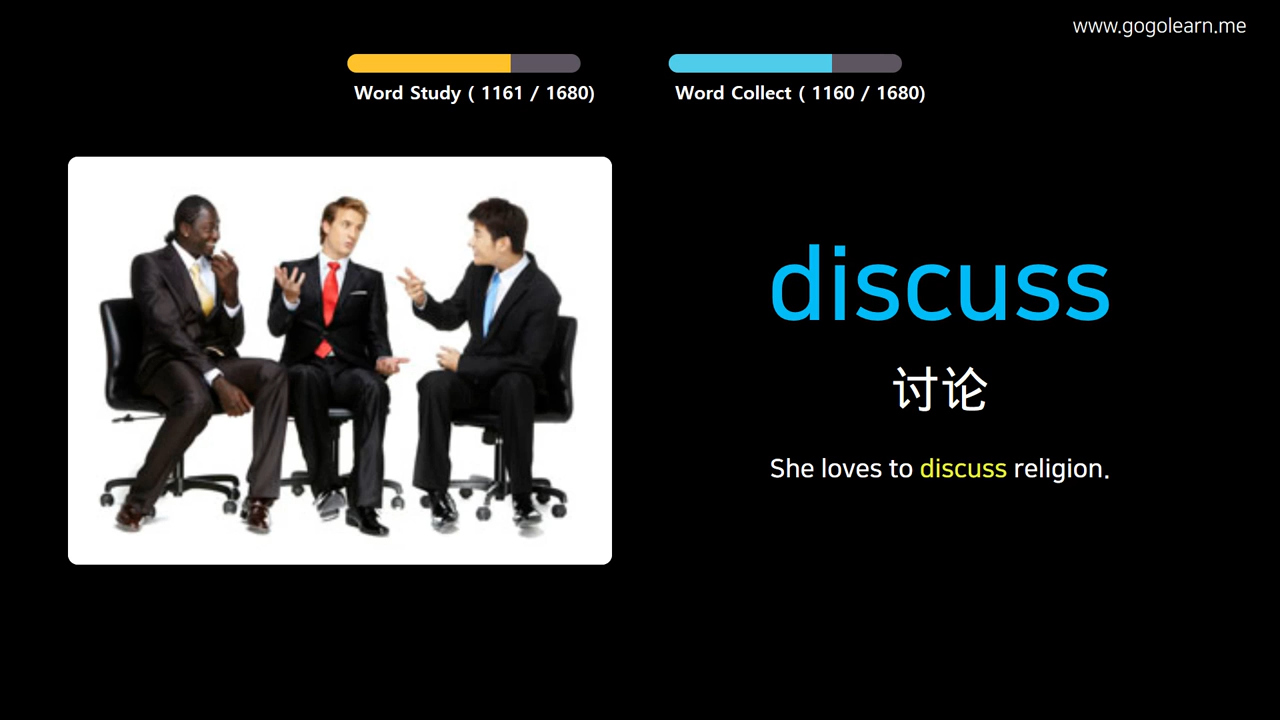 www.gogolearn.me
Word Study ( 1161 / 1680)
Word Collect ( 1160 / 1680)
discuss
讨论
She loves to discuss religion.